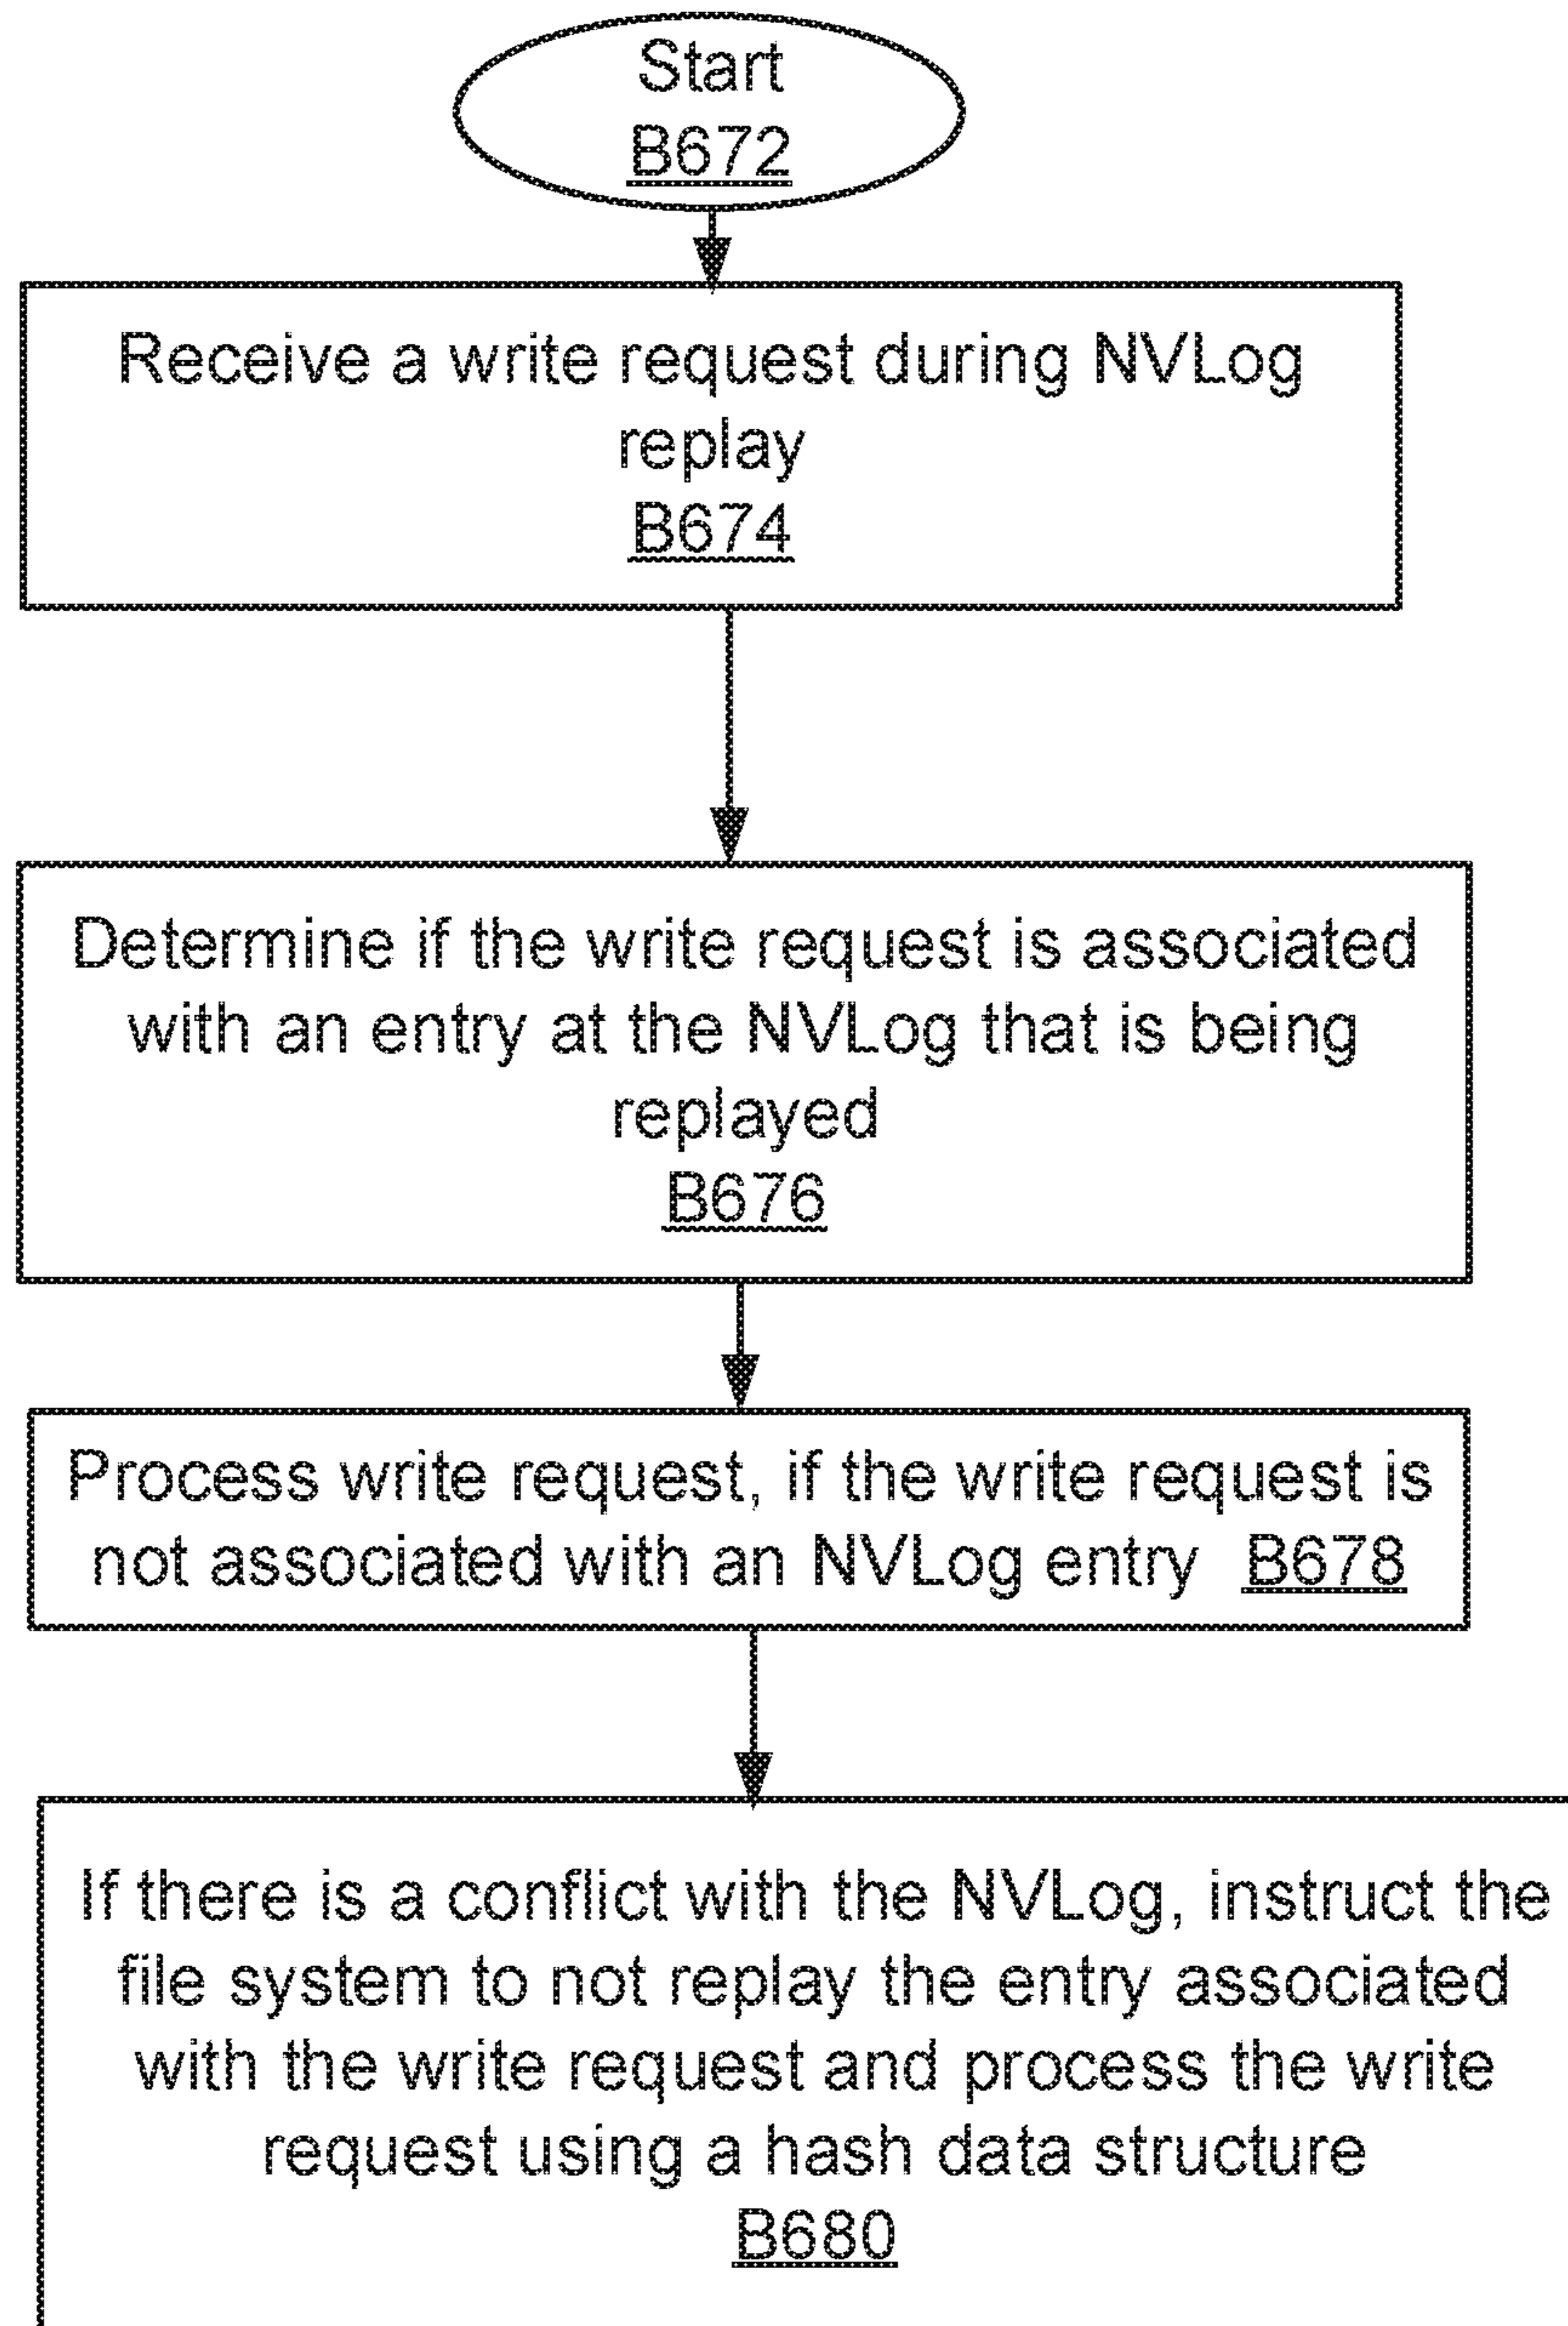 Start
B672
Receive a write request during NVLog
replay
B674
Determine if the write request is associated
with an entry at the NVLog that is being
replayed
B676
Process write request, if the write request is
not associated with an NVLog entry B678
If there is a conflict with the NVLog, instruct the
file system to not replay the entry associated
with the write request and process the write
request using a hash data structure
B680